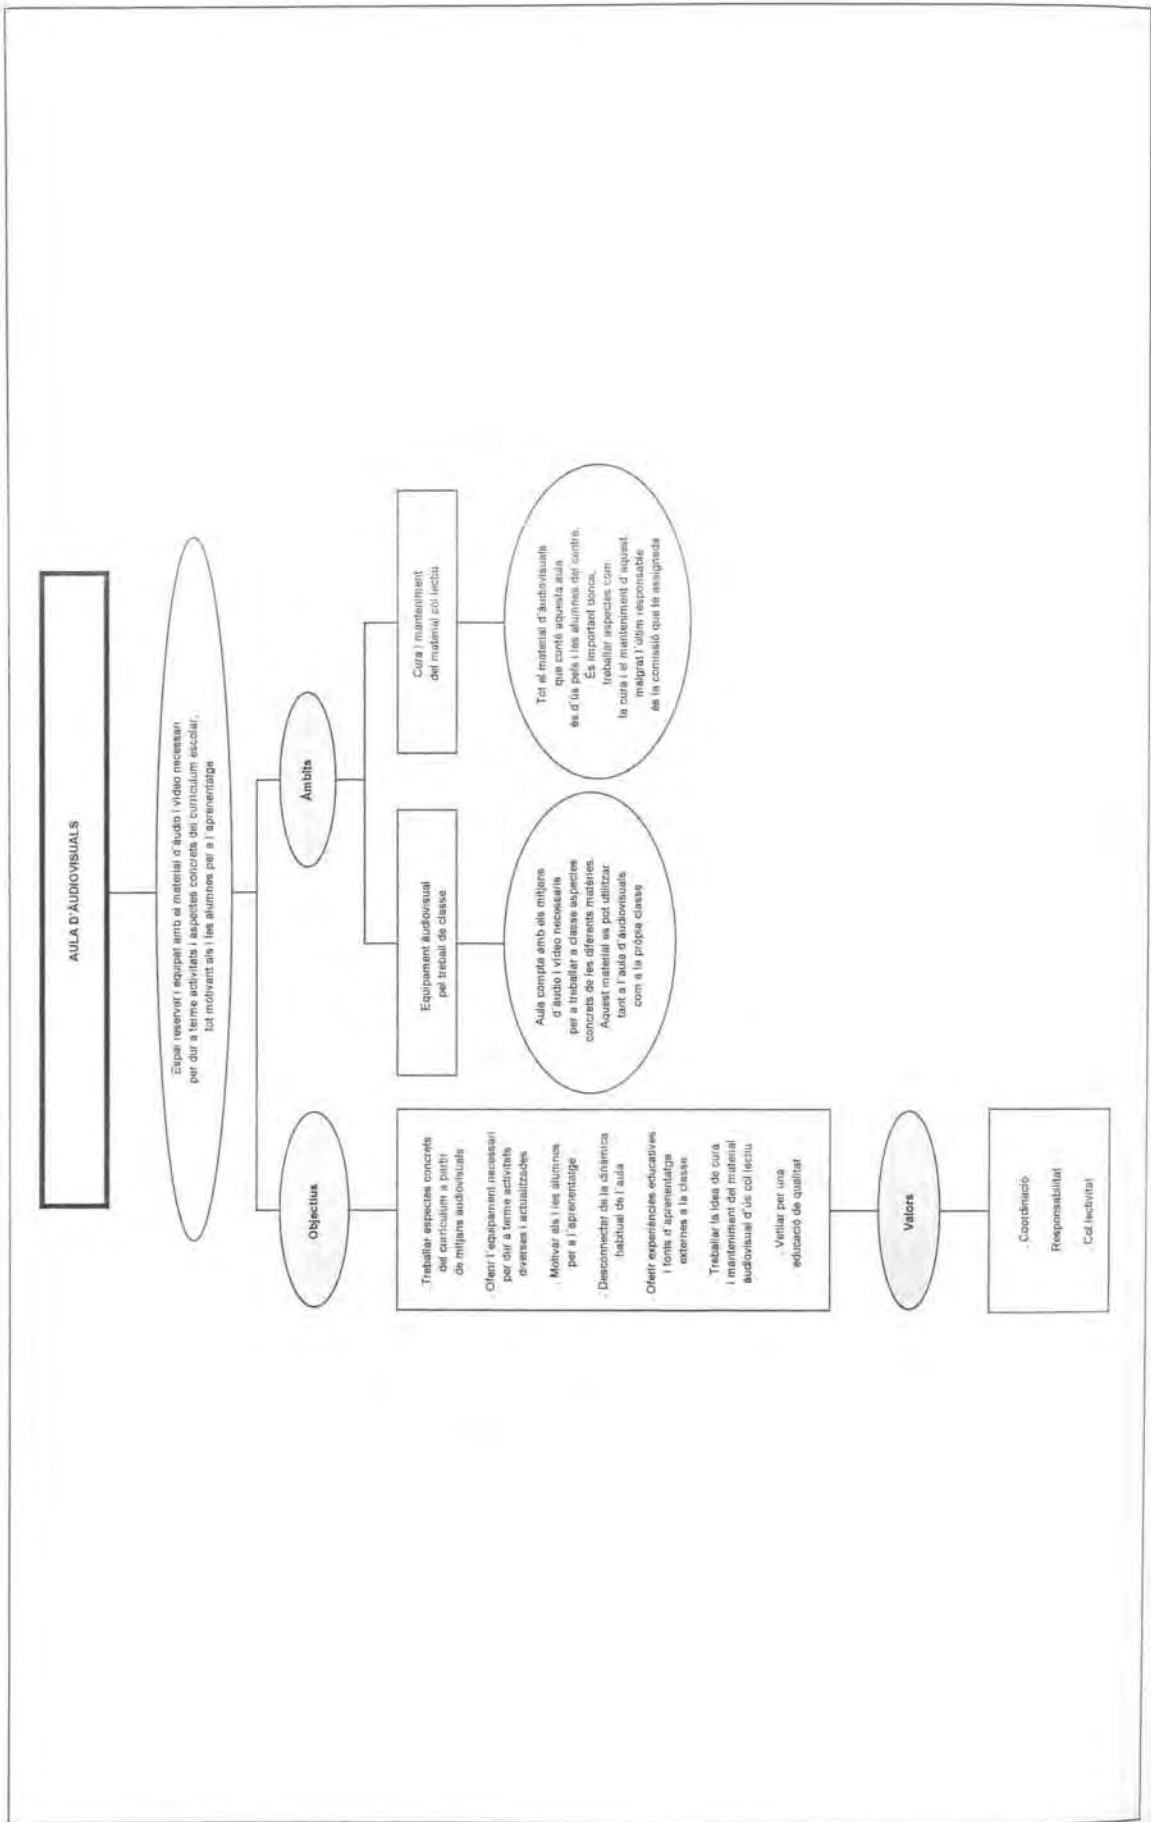 AULA D'ÀUDIOVISUALS
Espai reservat i equipat amb el material d'àudio i vídeo necessari
per dur a terme activitats i aspectes concrets del currículum escolar,
tot motivant als i les alumnes per a l'aprenentatge
Objectius
. Treballar aspectes concrets
del currículum a partir
de mitjans audiovisuals
. Oferir l'equipament necessari
per dur a terme activitats
diverses i actualitzades
. Motivar als i les alumnes
per a l'aprenentatge
. Desconnectar de la dinàmica
habitual de l'aula
. Oferir experiències educatives
i fonts d'aprenentatge
externes a la classe
. Treballar la idea de cura
i manteniment del material
àudiovisual d'ús col.lectiu
. Vetllar per una
educació de qualitat
Valors
. Coordinació
Responsabilitat
. Col.lectivitat
Àmbits
Equipament àudiovisual
pel treball de classe
Aula compta amb els mitjans
d'àudio i vídeo necessaris
per a treballar a classe aspectes
concrets de les diferents matèries.
Aquest material es pot utilitzar
tant a l'aula d'àudiovisuals
com a la pròpia classe
Cura i manteniment
del material col.lectiu
Tot el material d'àudiovisuals
que conté aquesta aula
és d'ús pels i les alumnes del centre.
És important doncs,
treballar aspectes com
la cura i el manteniment d'aquest,
malgrat l'últim responsable
és la comissió que té assignada